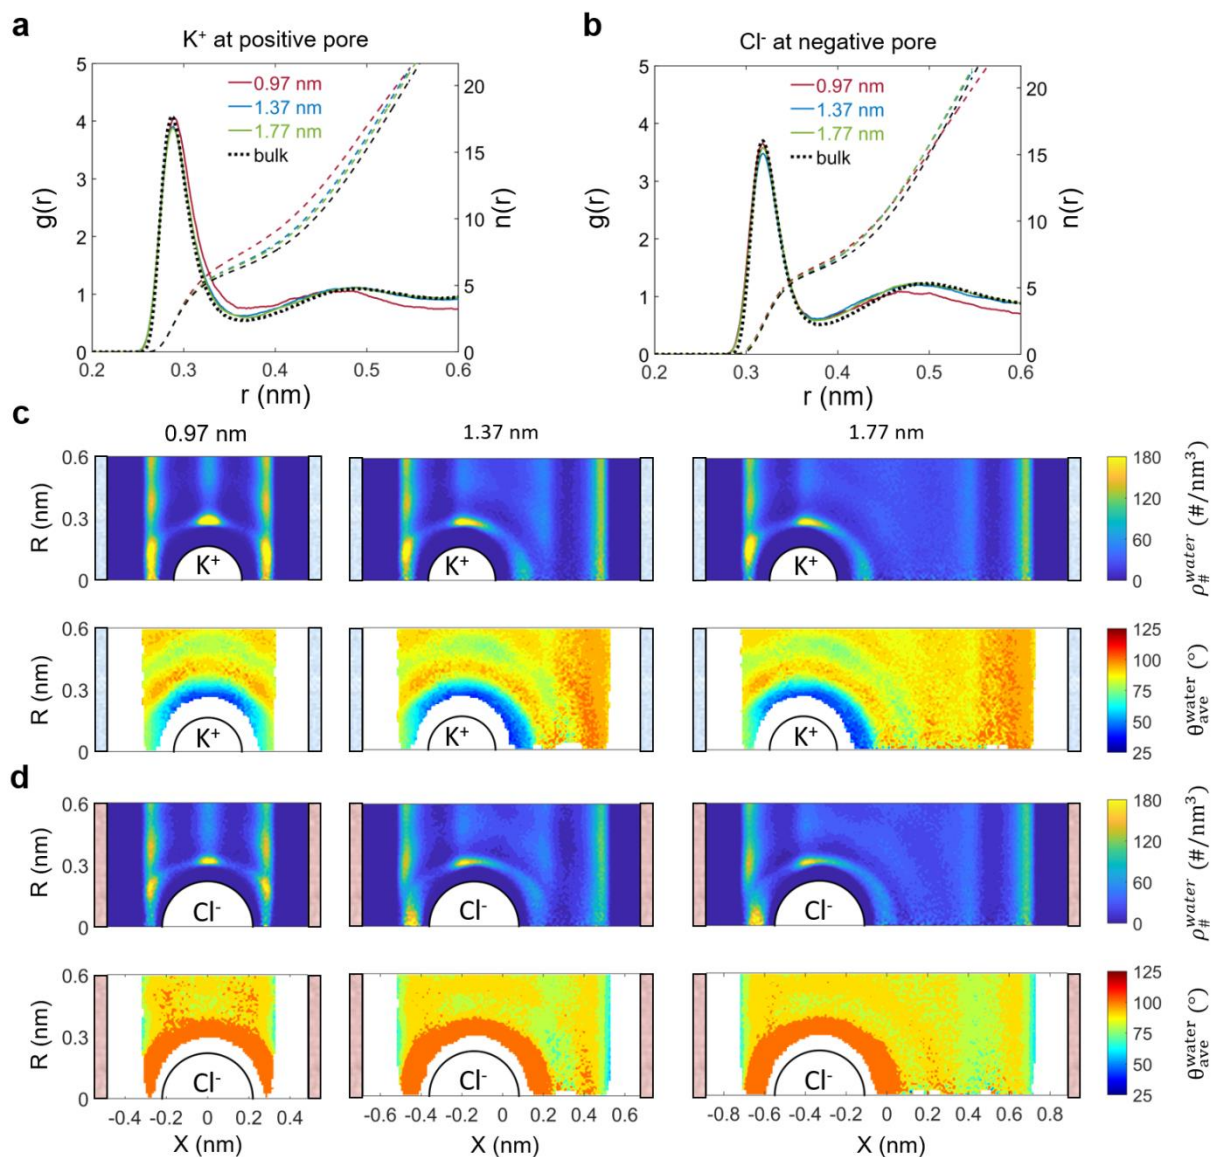 a
K⁺ at positive pore
5
4
3
2
1
0
g(r)
0.97 nm
1.37 nm
1.77 nm
bulk
20
15
10
5
0
n(r)
0.2 0.3 0.4 0.5 0.6
r (nm)
b
Cl⁻ at negative pore
5
4
3
2
1
0
g(r)
0.97 nm
1.37 nm
1.77 nm
bulk
20
15
10
5
0
n(r)
0.2 0.3 0.4 0.5 0.6
r (nm)
c
0.97 nm 1.37 nm 1.77 nm
0.6
0.3
0
R (nm)
K⁺ K⁺ K⁺
180
120
60
0
ρ#^water (#/nm³)
0.6
0.3
0
R (nm)
K⁺ K⁺ K⁺
125
100
75
50
25
θave^water (°)
d
0.6
0.3
0
R (nm)
Cl⁻ Cl⁻ Cl⁻
180
120
60
0
ρ#^water (#/nm³)
0.6
0.3
0
R (nm)
Cl⁻ Cl⁻ Cl⁻
125
100
75
50
25
θave^water (°)
-0.4 -0.2 0 0.2 0.4
X (nm)
-0.6 -0.4 -0.2 0 0.2 0.4 0.6
X (nm)
-0.8 -0.6 -0.4 -0.2 0 0.2 0.4 0.6 0.8
X (nm)